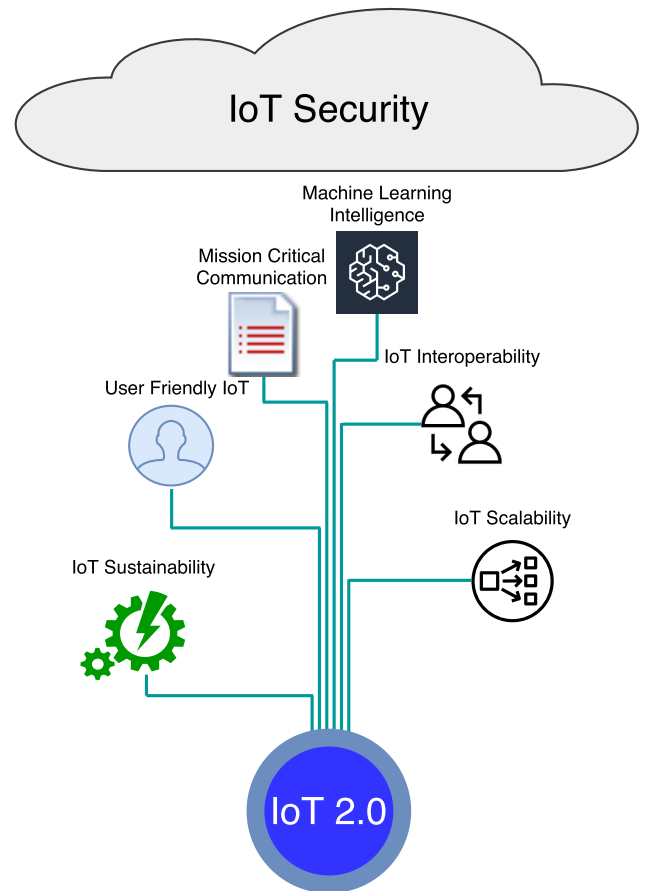 IoT Security
Machine Learning
Intelligence
Mission Critical
Communication
IoT Interoperability
User Friendly IoT
IoT Scalability
IoT Sustainability
IoT 2.0